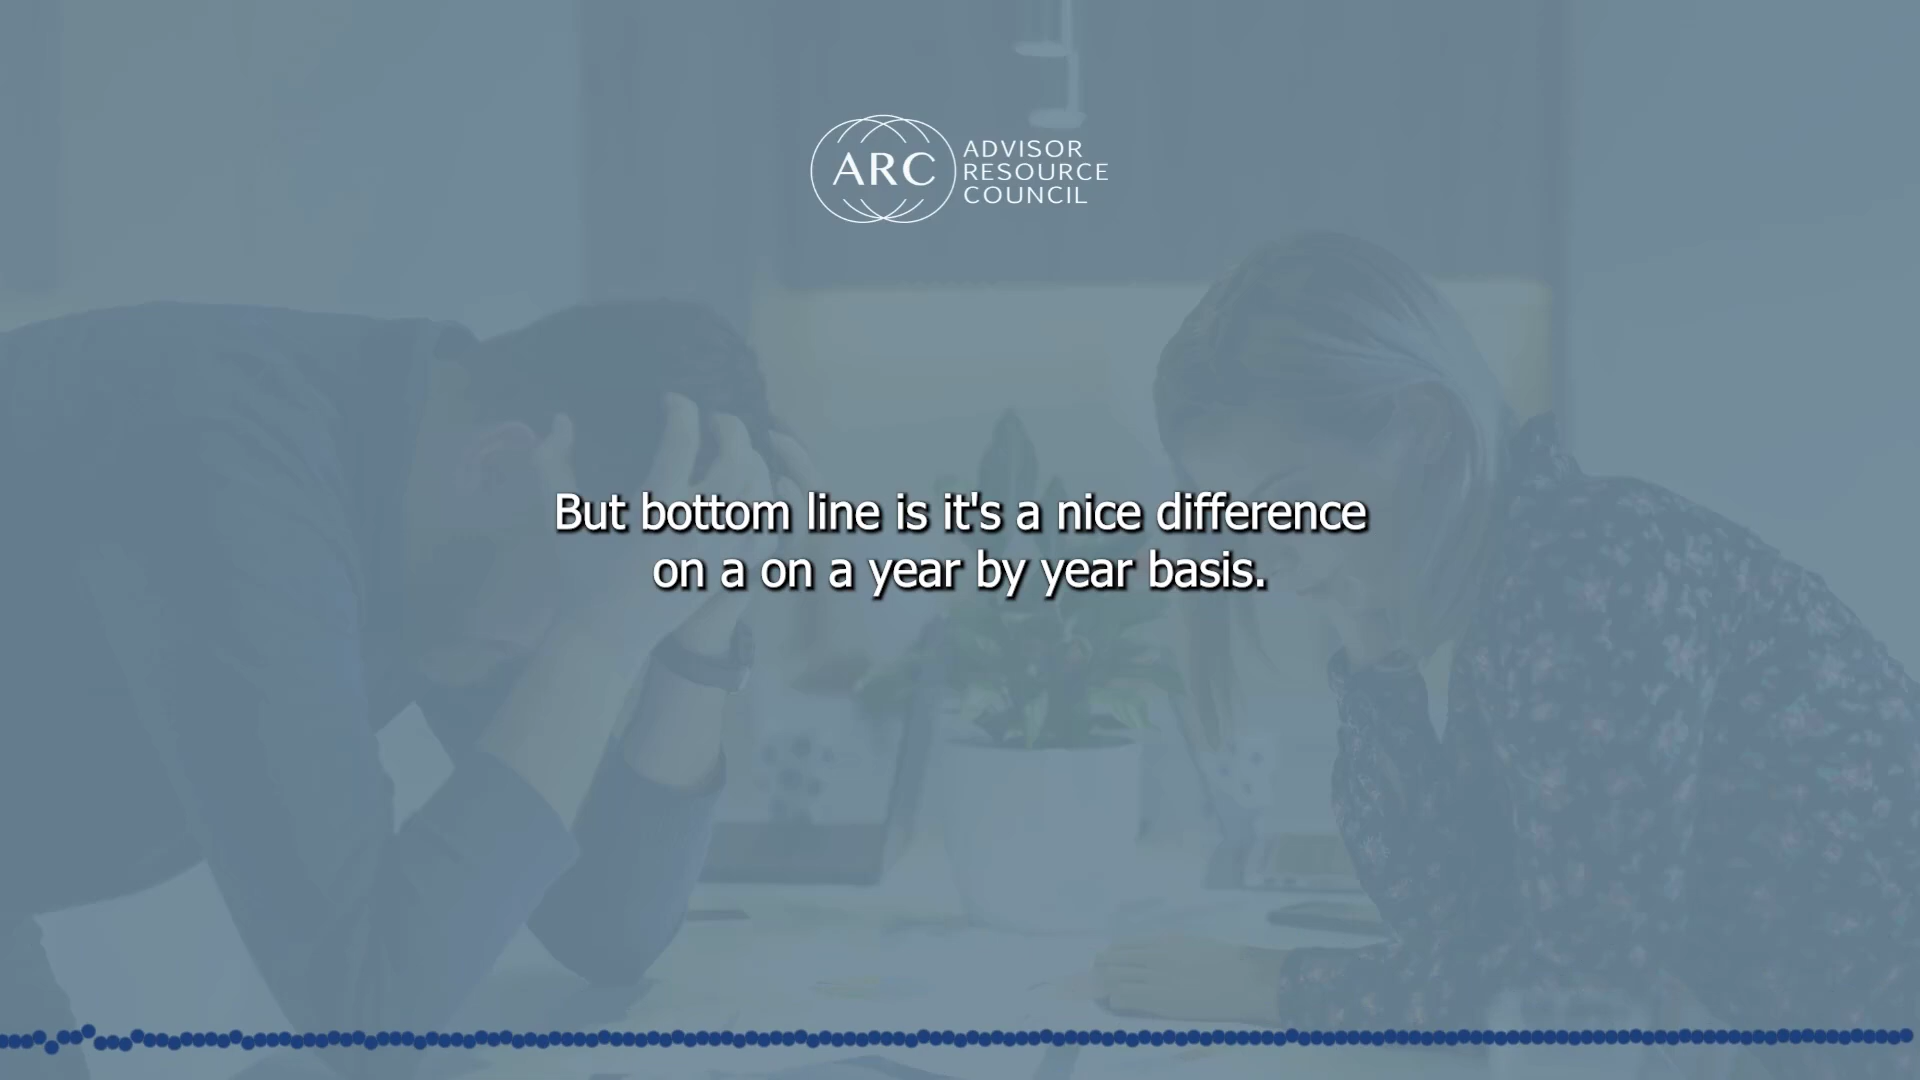 ARC
ADVISOR
RESOURCE
COUNCIL
But bottom line is it's a nice difference
on a on a year by year basis.